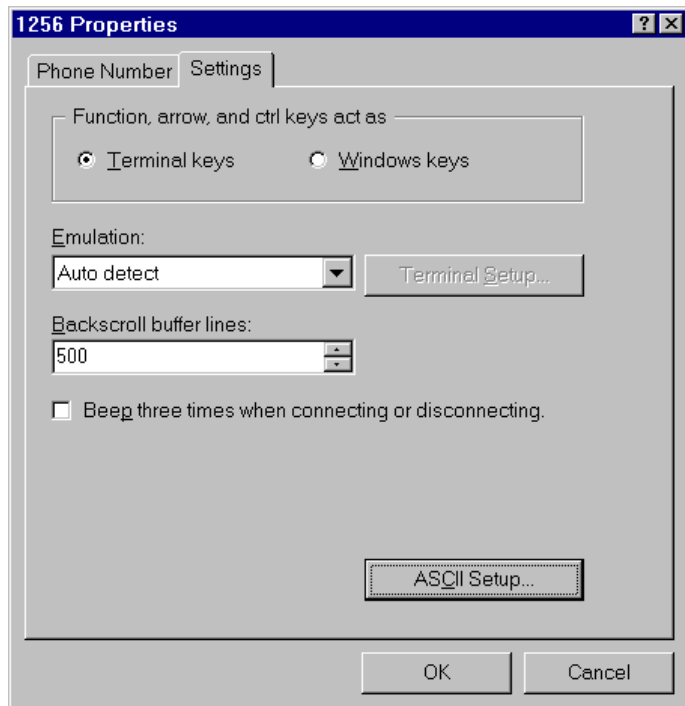 1256 Properties
Phone Number Settings
Function, arrow, and ctrl keys act as
Terminal keys Windows keys
Emulation:
Auto detect Terminal Setup...
Backscroll buffer lines:
500
Beep three times when connecting or disconnecting.
ASCII Setup...
OK Cancel